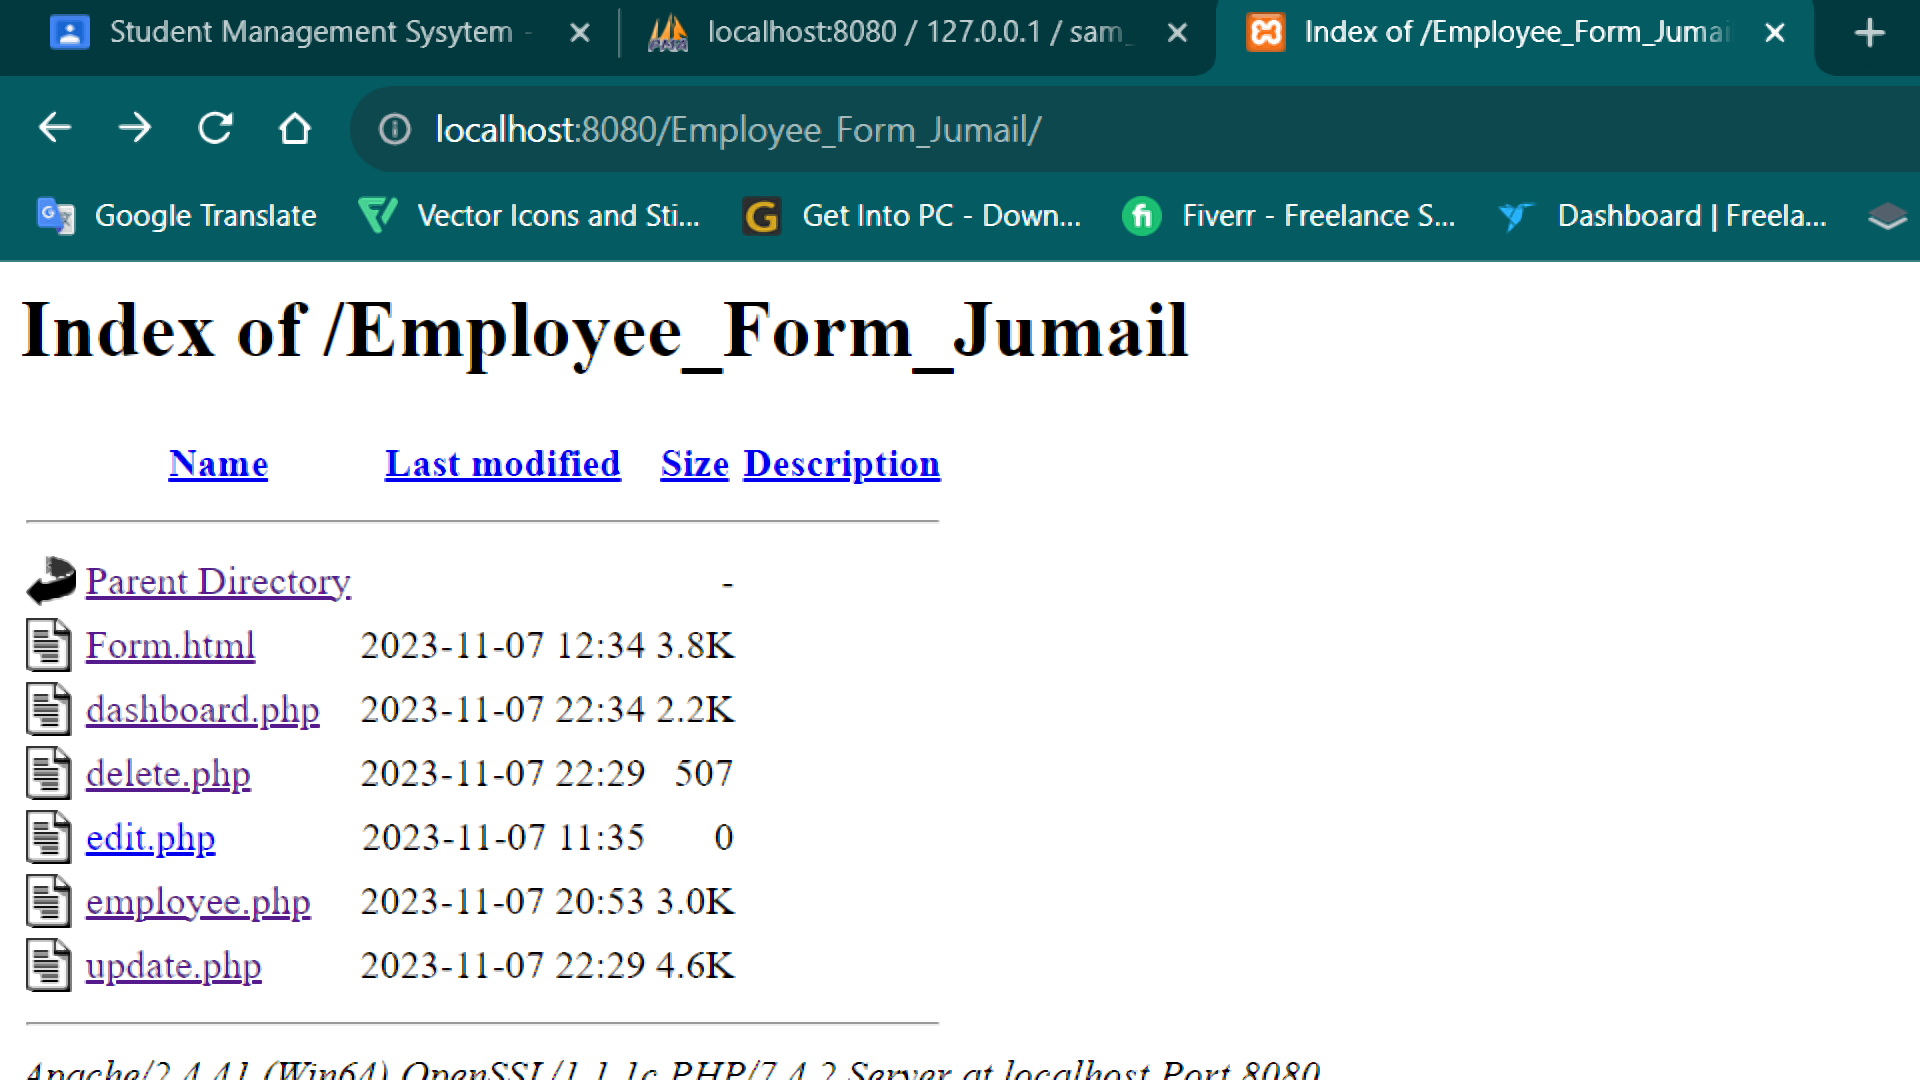 Student Management Sysytem -
localhost:8080 / 127.0.0.1 / sam_
Index of /Employee_Form_Jumai
localhost:8080/Employee_Form_Jumail/
Google Translate
Vector Icons and Sti...
Get Into PC - Down...
Fiverr - Freelance S...
Dashboard | Freela...
Index of /Employee_Form_Jumail
Name Last modified Size Description
Parent Directory -
Form.html 2023-11-07 12:34 3.8K
dashboard.php 2023-11-07 22:34 2.2K
delete.php 2023-11-07 22:29 507
edit.php 2023-11-07 11:35 0
employee.php 2023-11-07 20:53 3.0K
update.php 2023-11-07 22:29 4.6K
Apache/2.4.41 (Win64) OpenSSL/1.1.1c PHP/7.4.2 Server at localhost Port 8080